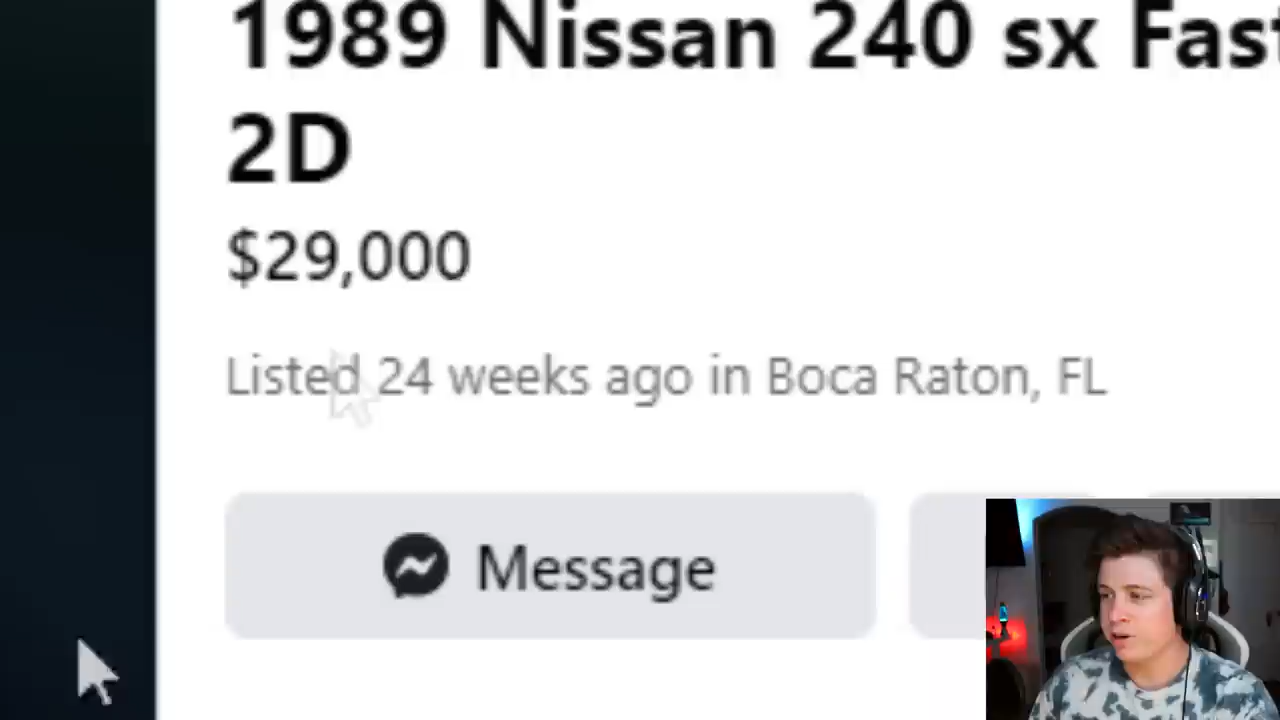 1989 Nissan 240 sx Fast
2D
$29,000
Listed 24 weeks ago in Boca Raton, FL
Message